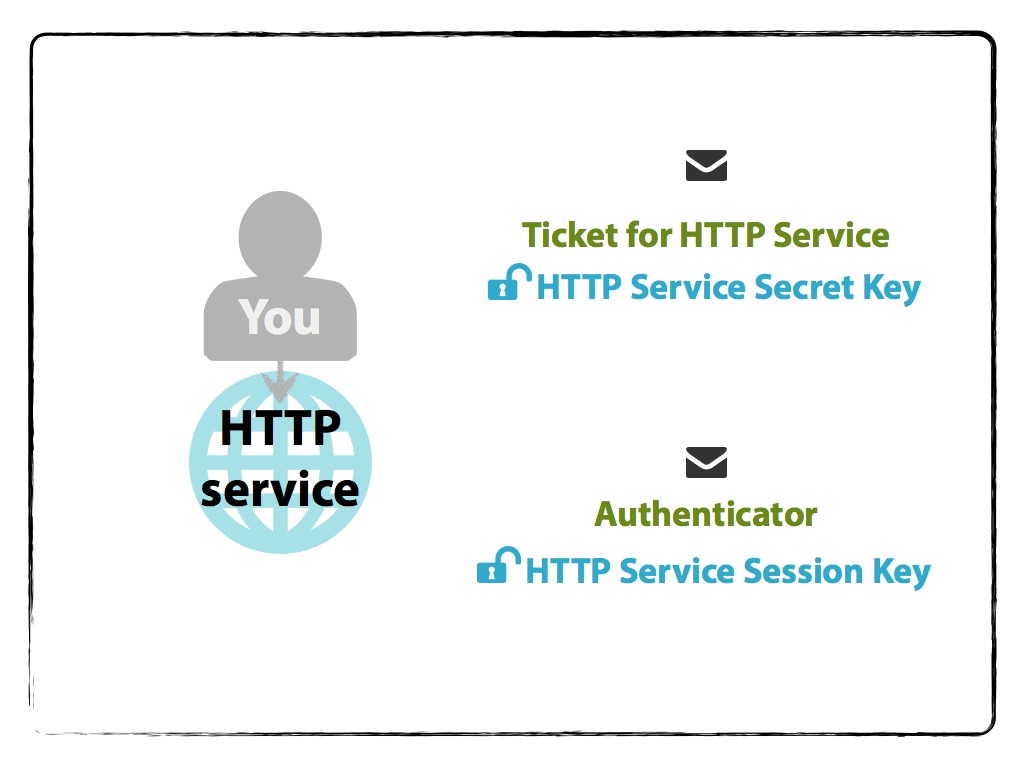 You
HTTP
service
Ticket for HTTP Service
HTTP Service Secret Key
Authenticator
HTTP Service Session Key